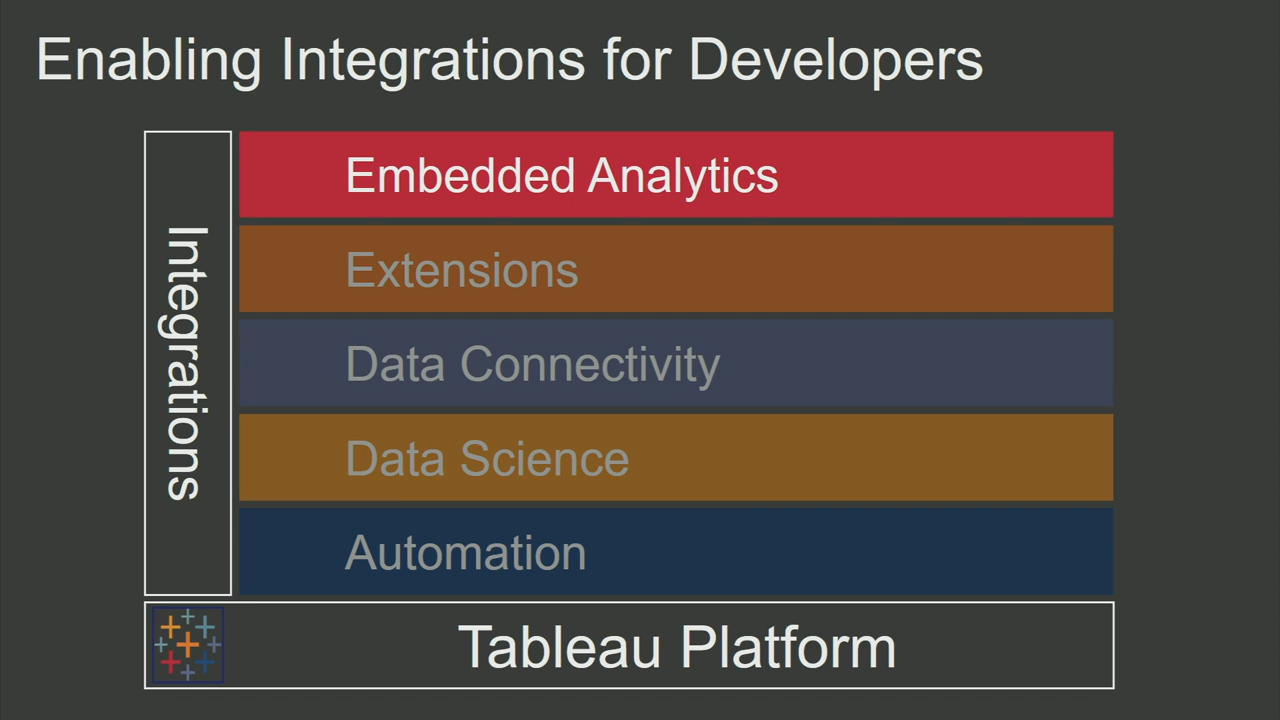 Enabling Integrations for Developers
Integrations
Embedded Analytics
Extensions
Data Connectivity
Data Science
Automation
Tableau Platform